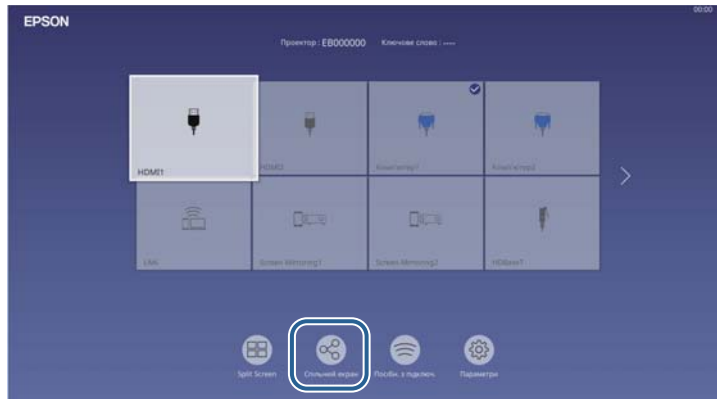 00:00
EPSON
Проектор : EB000000 Ключове слово : ----
HDMI1
HDMI2
Комп'ютер1
Комп'ютер2
LAN
Screen Mirroring1
Screen Mirroring2
HDBaseT
Split Screen
Спільний екран
Посібн. з підключ.
Параметри